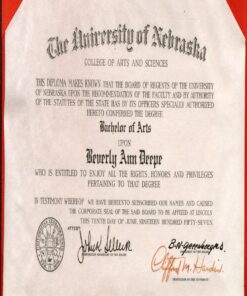 The University of Nebraska
COLLEGE OF ARTS AND SCIENCES
THIS DIPLOMA MAKES KNOWN THAT THE BOARD OF REGENTS OF THE UNIVERSITY
OF NEBRASKA UPON THE RECOMMENDATION OF THE FACULTY AND BY AUTHORITY
OF THE STATUTES OF THE STATE HAS BY ITS OFFICERS SPECIALLY AUTHORIZED
HERETO CONFERRED THE DEGREE
Bachelor of Arts
UPON
Beverly Ann Deepe
WHO IS ENTITLED TO ENJOY ALL THE RIGHTS, HONORS AND PRIVILEGES
PERTAINING TO THAT DEGREE
IN TESTIMONY WHEREOF WE HAVE HEREUNTO SUBSCRIBED OUR NAMES AND CAUSED
THE CORPORATE SEAL OF THE SAID BOARD TO BE AFFIXED AT LINCOLN
THIS TENTH DAY OF JUNE, NINETEEN HUNDRED FIFTY-SEVEN.
ATTEST
Clifford M. Hardin